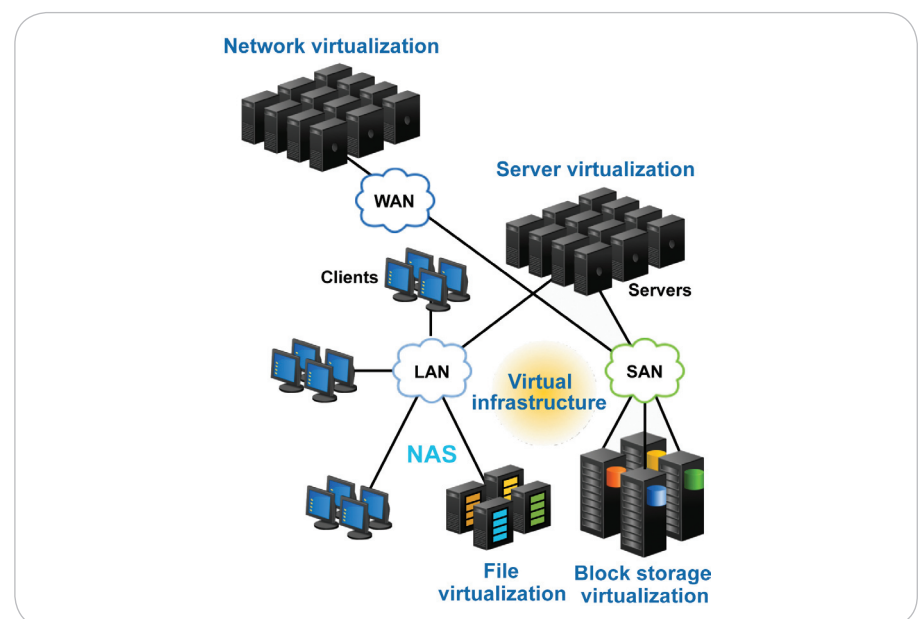 Network virtualization
WAN
Server virtualization
Clients
Servers
LAN
Virtual
infrastructure
SAN
NAS
File
virtualization
Block storage
virtualization